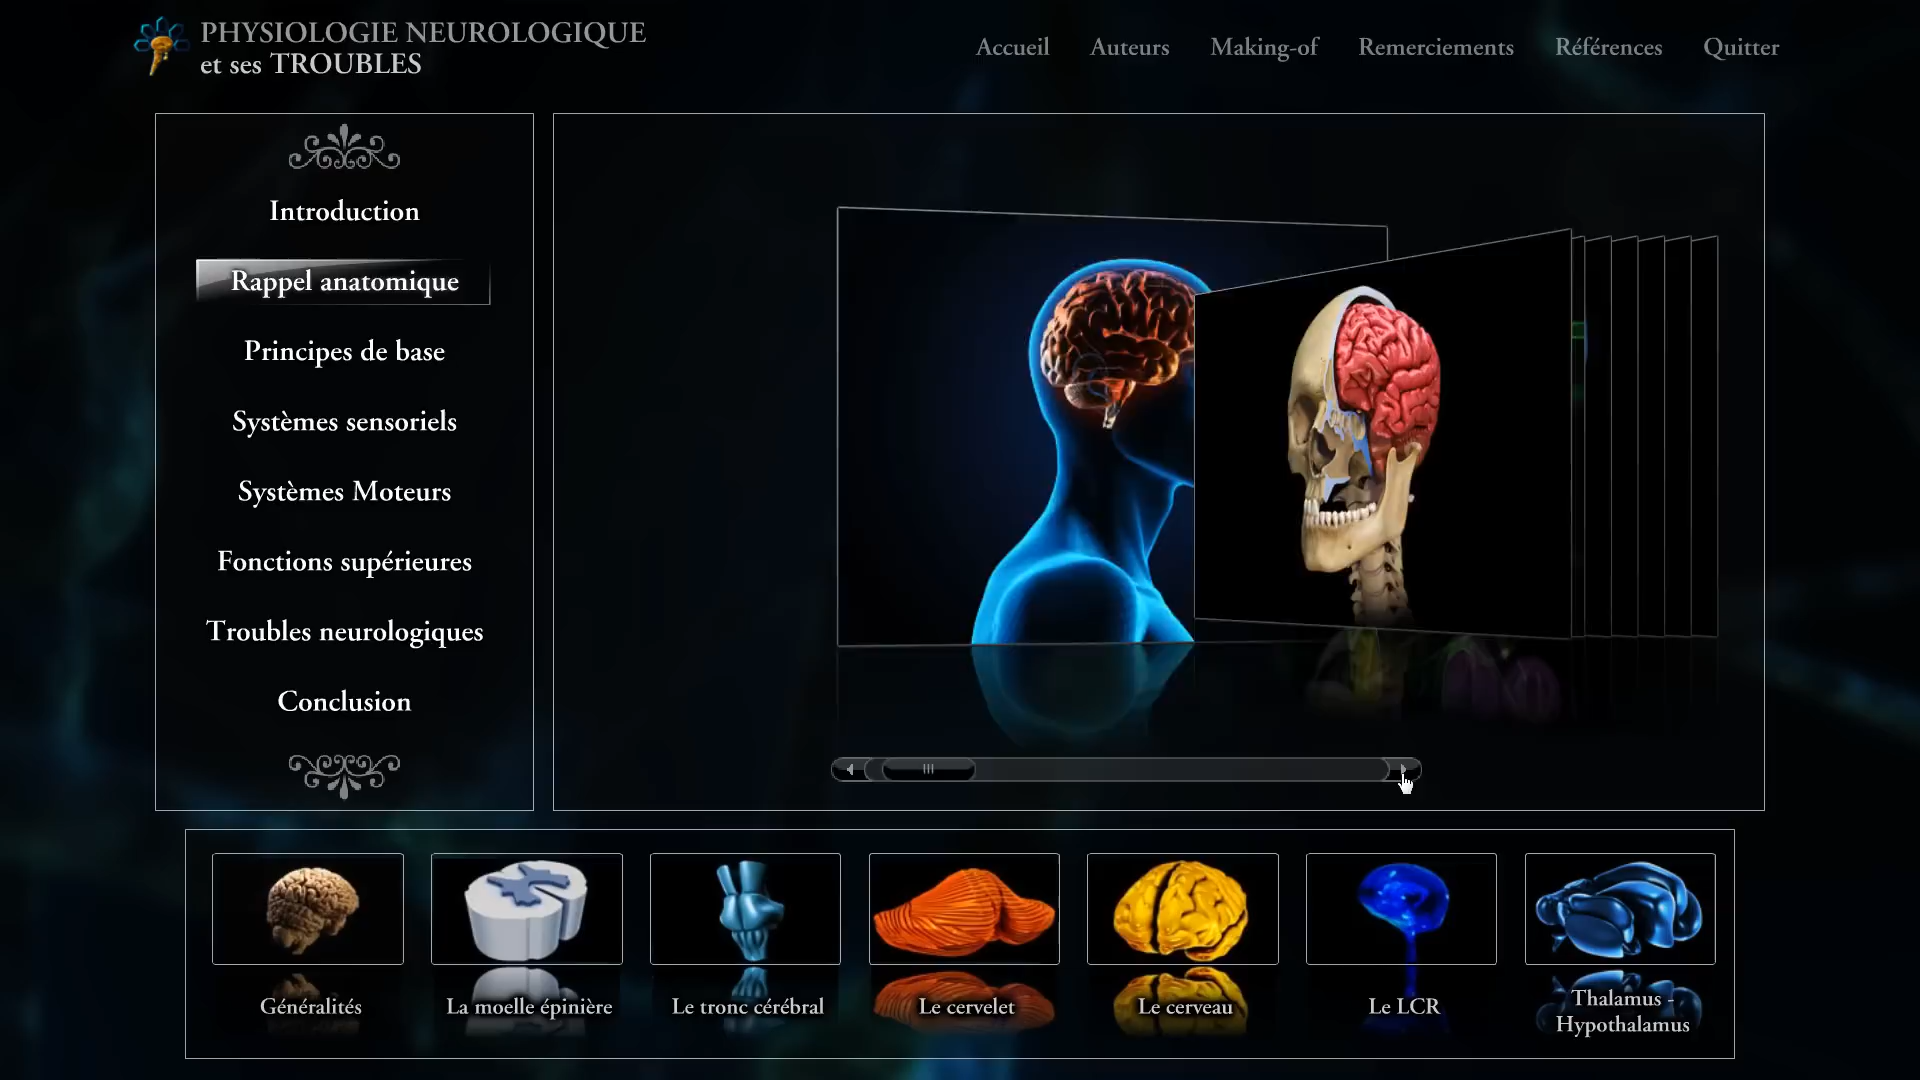 PHYSIOLOGIE NEUROLOGIQUE
et ses TROUBLES
Accueil Auteurs Making-of Remerciements Références Quitter
Introduction
Rappel anatomique
Principes de base
Systèmes sensoriels
Systèmes Moteurs
Fonctions supérieures
Troubles neurologiques
Conclusion
Généralités
La moelle épinière
Le tronc cérébral
Le cervelet
Le cerveau
Le LCR
Thalamus -
Hypothalamus